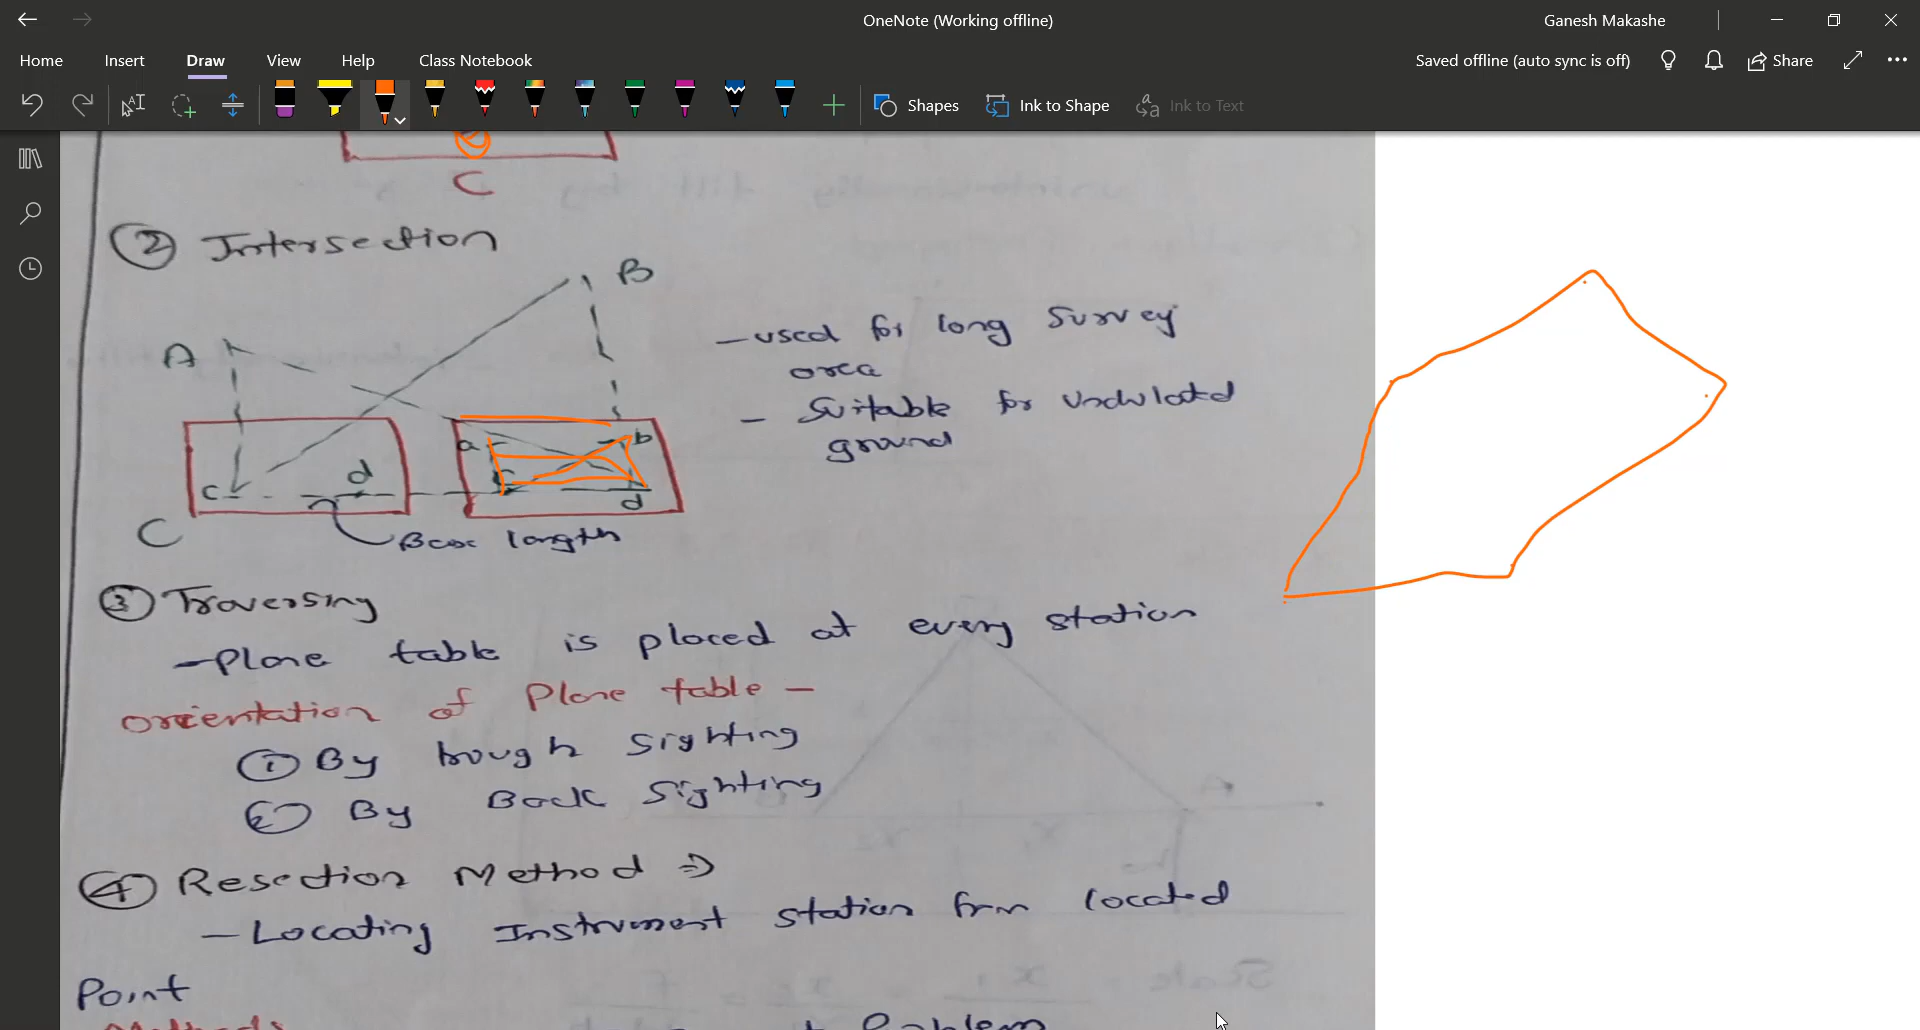 OneNote (Working offline)
Ganesh Makashe
Home Insert Draw View Help Class Notebook
Saved offline (auto sync is off)
Share
Shapes
Ink to Shape
Ink to Text
C
② Intersection
B
A
- used for long survey
area
- Suitable for Undulated
ground
a b
c d
c d
C
Base length
③ Traversing
- Plane table is placed at every station
orientation of Plane table -
① By trough sighting
② By Back sighting
④ Resection Method ⇒
- Locating Instrument station from located
Point
Methods
Problem